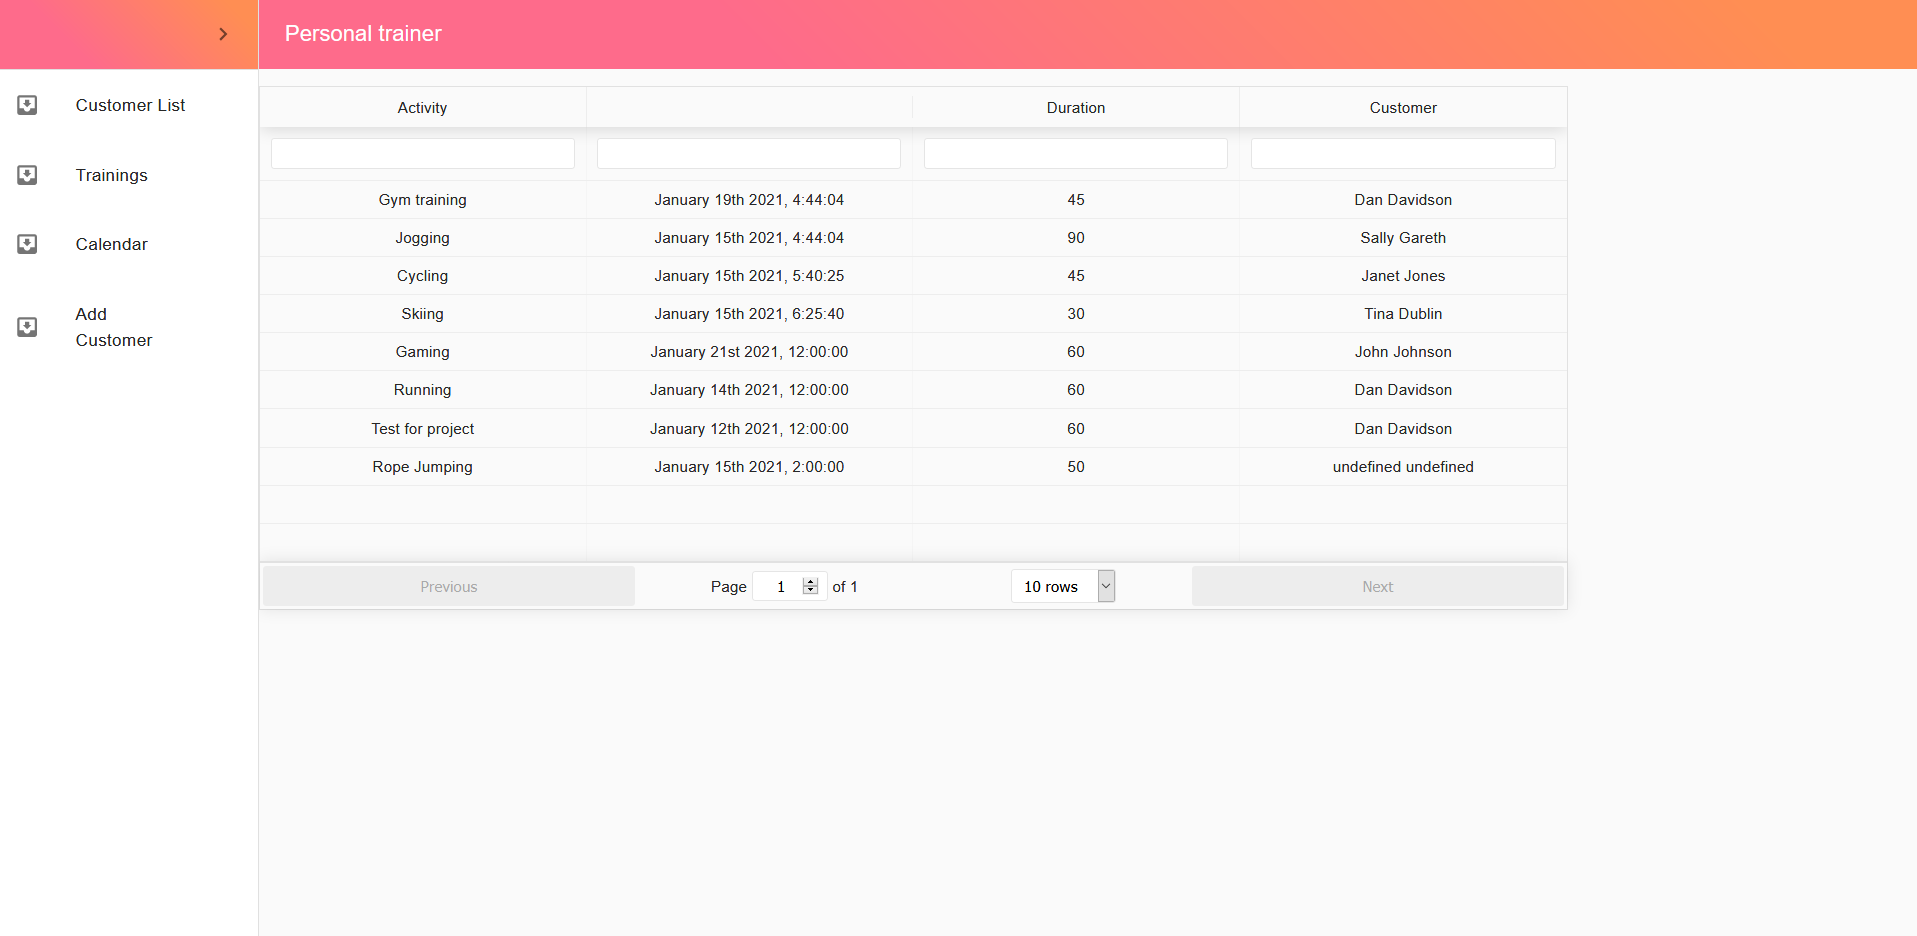 Personal trainer
Customer List
Trainings
Calendar
Add
Customer
Activity Duration Customer
Gym training January 19th 2021, 4:44:04 45 Dan Davidson
Jogging January 15th 2021, 4:44:04 90 Sally Gareth
Cycling January 15th 2021, 5:40:25 45 Janet Jones
Skiing January 15th 2021, 6:25:40 30 Tina Dublin
Gaming January 21st 2021, 12:00:00 60 John Johnson
Running January 14th 2021, 12:00:00 60 Dan Davidson
Test for project January 12th 2021, 12:00:00 60 Dan Davidson
Rope Jumping January 15th 2021, 2:00:00 50 undefined undefined
Previous Page 1 of 1 10 rows Next